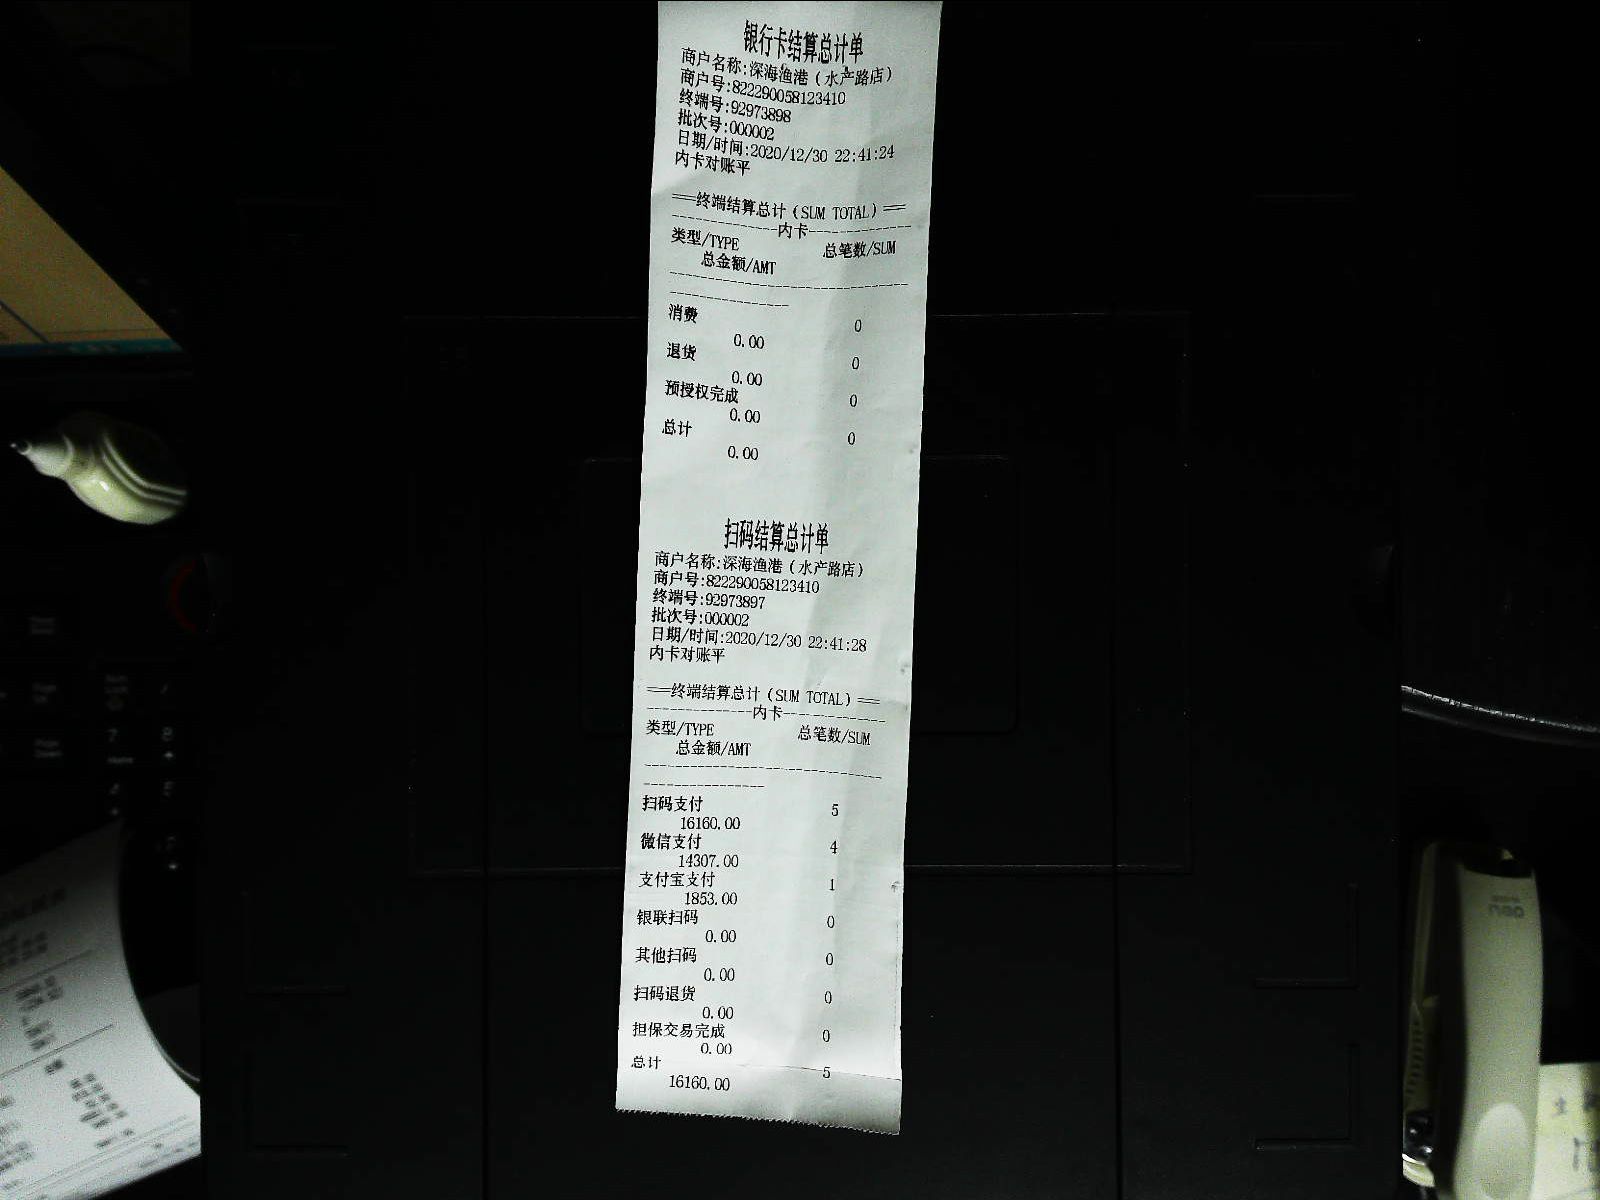 银行卡结算总计单
商户名称:深海渔港（水产路店）
商户号:822290058123410
终端号:92973898
批次号:000002
日期/时间:2020/12/30 22:41:24
内卡对账平
===终端结算总计（SUM TOTAL）===
--------------内卡--------------
类型/TYPE 总笔数/SUM
总金额/AMT
消费 0
0.00
退货 0
0.00
预授权完成 0
0.00
总计 0
0.00
扫码结算总计单
商户名称:深海渔港（水产路店）
商户号:822290058123410
终端号:92973897
批次号:000002
日期/时间:2020/12/30 22:41:28
内卡对账平
===终端结算总计（SUM TOTAL）===
--------------内卡--------------
类型/TYPE 总笔数/SUM
总金额/AMT
扫码支付 5
16160.00
微信支付 4
14307.00
支付宝支付 1
1853.00
银联扫码 0
0.00
其他扫码 0
0.00
扫码退货 0
0.00
担保交易完成 0
0.00
总计 5
16160.00